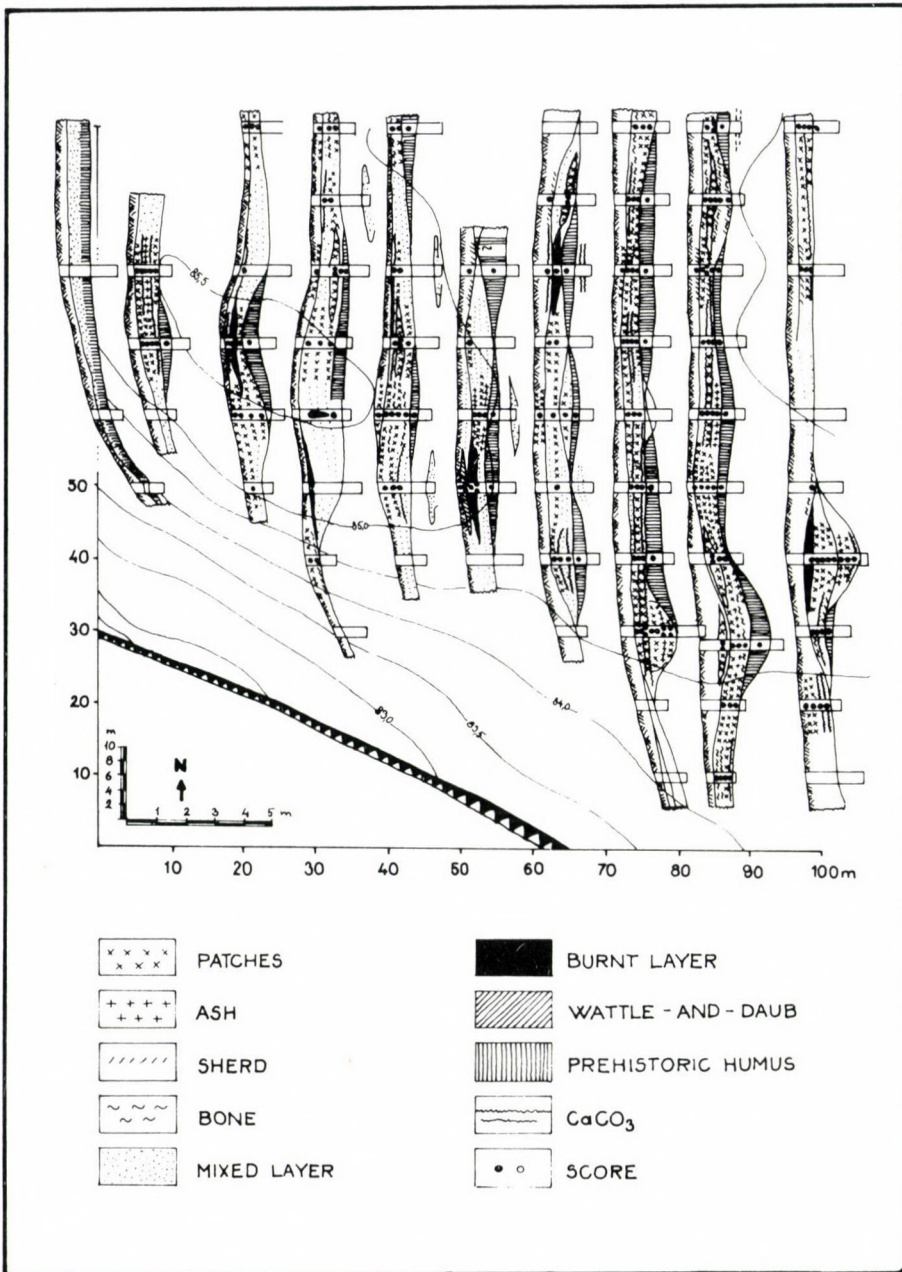 85,5
50
85,0
40
30
84,0
20
83,0
83,5
m
10
8
6
4
2
N
10
1 2 3 4 5 m
10 20 30 40 50 60 70 80 90 100 m
PATCHES
BURNT LAYER
ASH
WATTLE - AND - DAUB
SHERD
PREHISTORIC HUMUS
BONE
CaCO₃
MIXED LAYER
SCORE